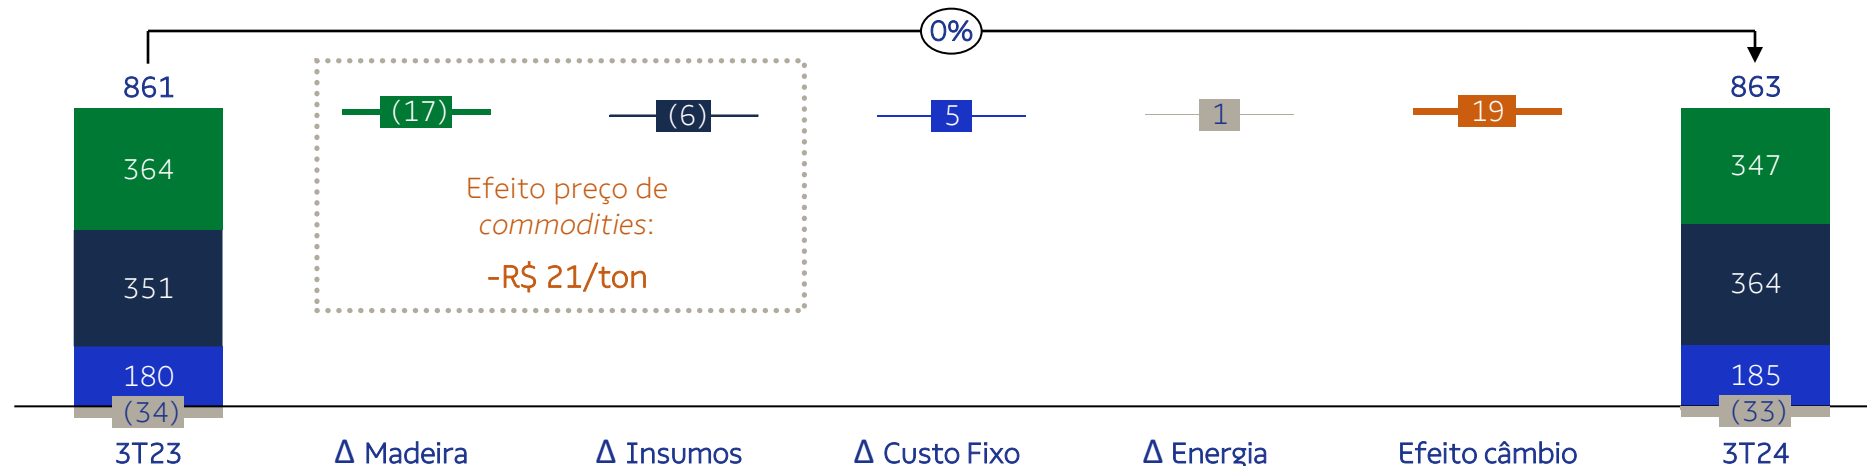 0%
861
863
(17)
(6)
5
1
19
364
351
180
(34)
Efeito preço de
commodities:
-R$ 21/ton
347
364
185
(33)
3T23
Δ Madeira
Δ Insumos
Δ Custo Fixo
Δ Energia
Efeito câmbio
3T24